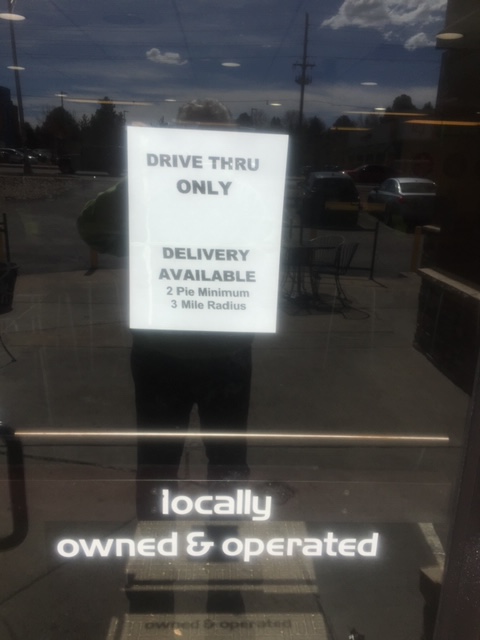 DRIVE THRU
ONLY
DELIVERY
AVAILABLE
2 Pie Minimum
3 Mile Radius
locally
owned & operated
owned & operated